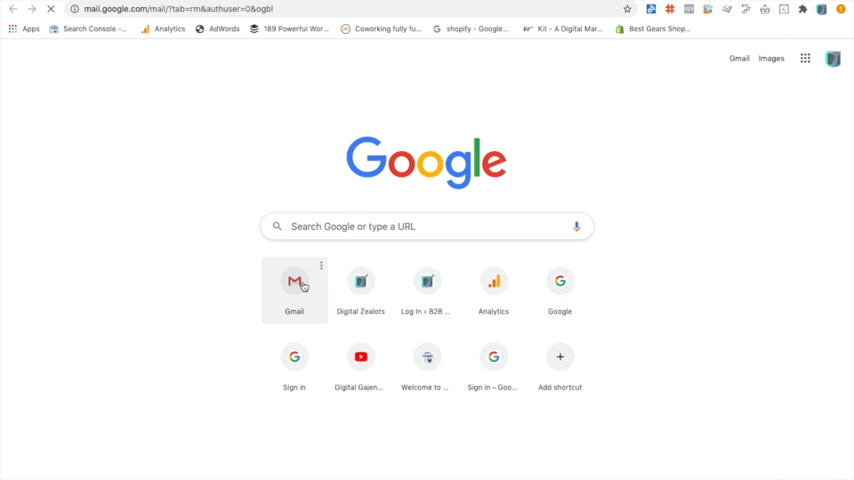 mail.google.com/mail/?tab=rm&authuser=0&ogbl
Apps Search Console -... Analytics AdWords 189 Powerful Wor... Coworking fully fu... shopify - Google... Kit - A Digital Mar... Best Gears Shop...
Gmail Images
Google
Search Google or type a URL
Gmail Digital Zealots Log In ‹ B2B ... Analytics Google
Sign in Digital Gajen... Welcome to ... Sign in – Goo... Add shortcut